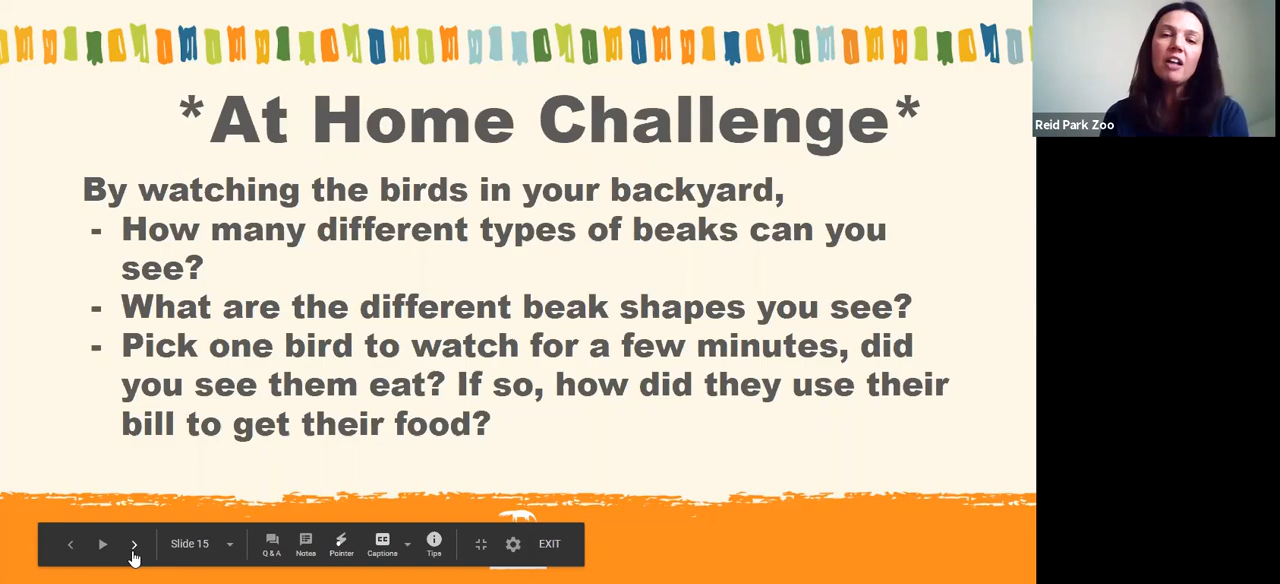 *At Home Challenge*
Reid Park Zoo
By watching the birds in your backyard,
- How many different types of beaks can you
see?
- What are the different beak shapes you see?
- Pick one bird to watch for a few minutes, did
you see them eat? If so, how did they use their
bill to get their food?
Slide 15
Q & A
Notes
Pointer
Captions
Tips
EXIT